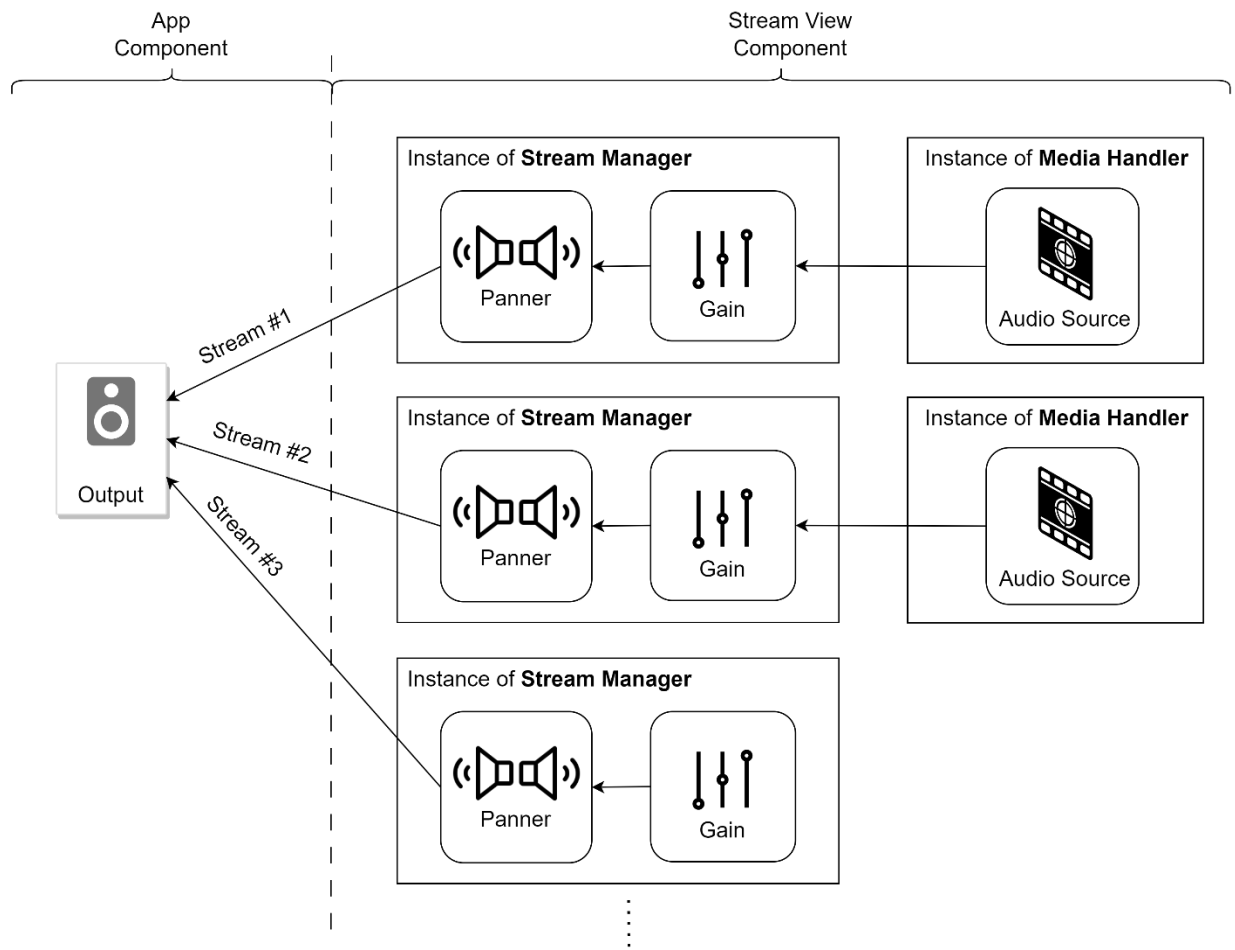 App
Component
Stream View
Component
Instance of Stream Manager
Instance of Media Handler
Panner
Gain
Audio Source
Stream #1
Instance of Stream Manager
Instance of Media Handler
Stream #2
Output
Panner
Gain
Audio Source
Stream #3
Instance of Stream Manager
Panner
Gain